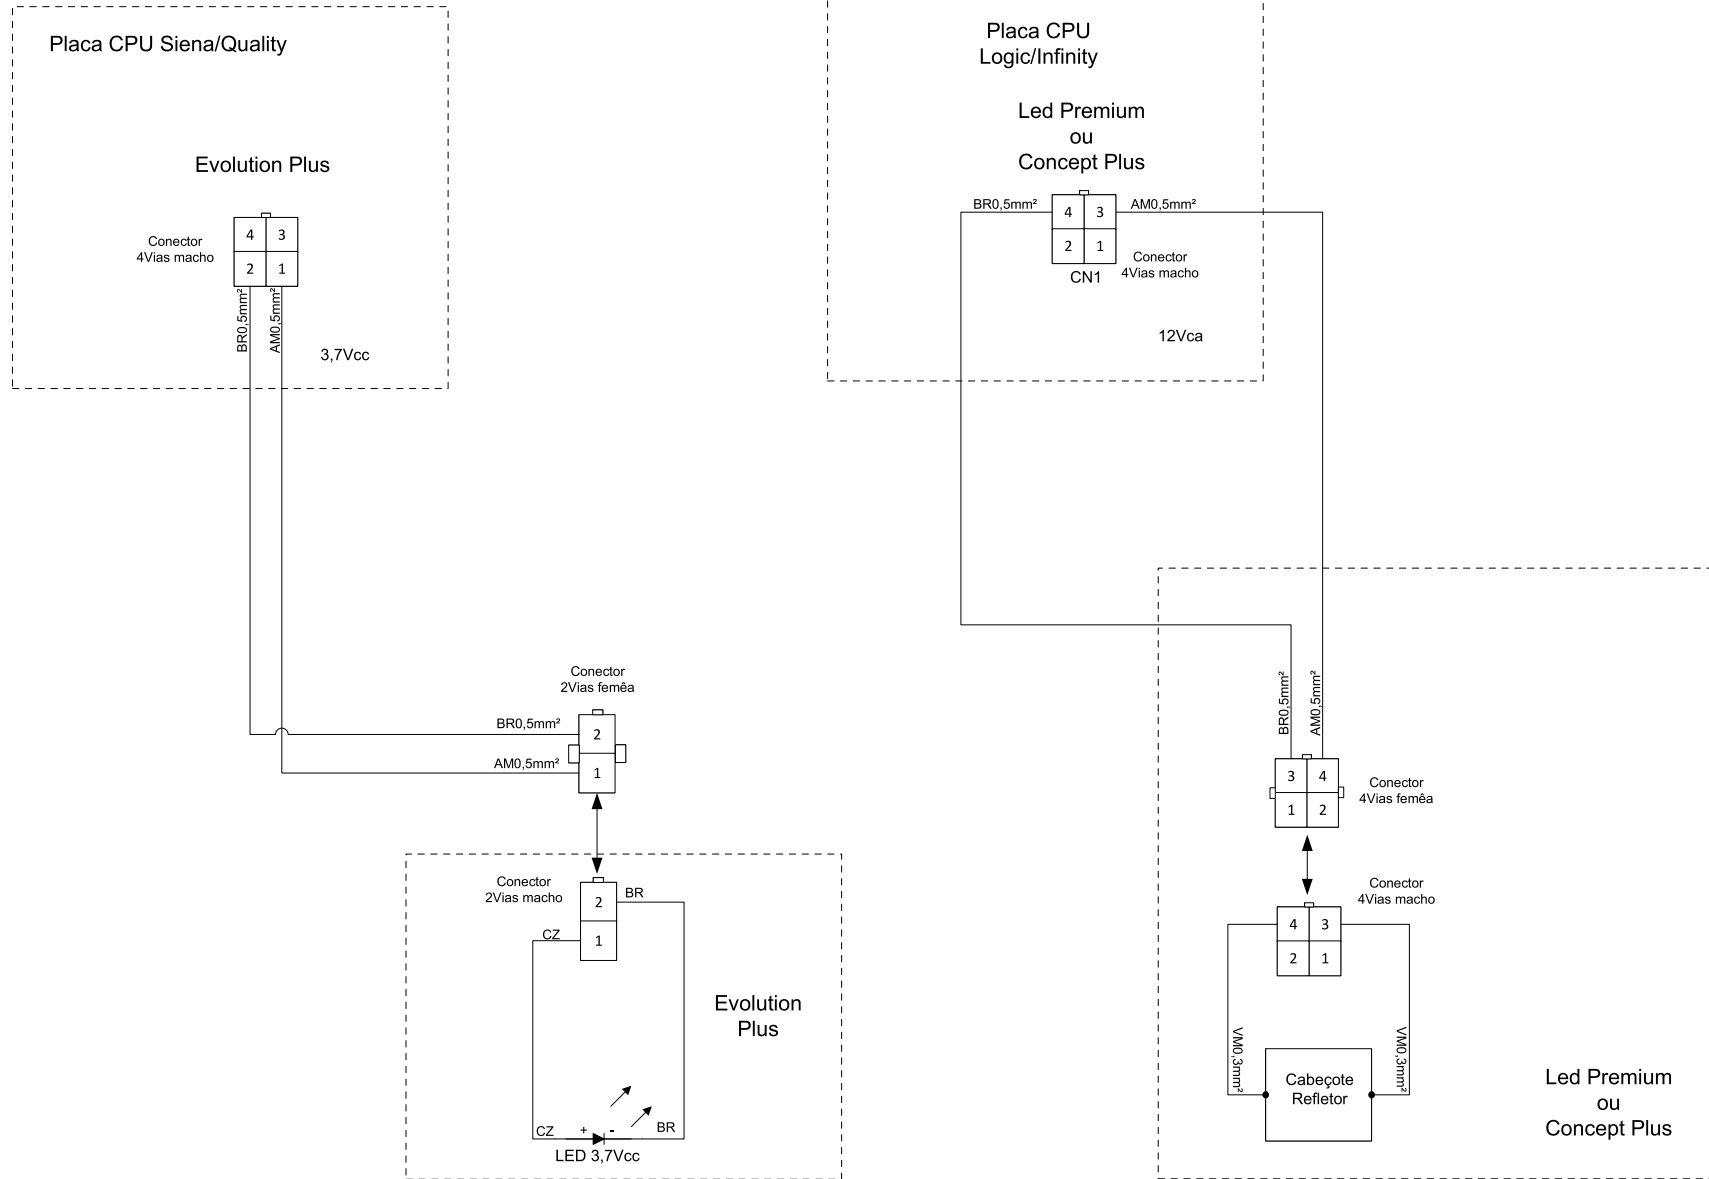 Placa CPU Siena/Quality
Evolution Plus
Conector
4Vias macho
4
3
2
1
BR0,5mm²
AM0,5mm²
3,7Vcc
Placa CPU
Logic/Infinity
Led Premium
ou
Concept Plus
BR0,5mm²
4
3
AM0,5mm²
2
1
CN1
Conector
4Vias macho
12Vca
Conector
2Vias femêa
BR0,5mm²
2
AM0,5mm²
1
Conector
2Vias macho
2
BR
CZ
1
Evolution
Plus
CZ
+
-
BR
LED 3,7Vcc
BR0,5mm²
AM0,5mm²
3
4
1
2
Conector
4Vias femêa
Conector
4Vias macho
4
3
2
1
VM0,3mm²
VM0,3mm²
Cabeçote
Refletor
Led Premium
ou
Concept Plus